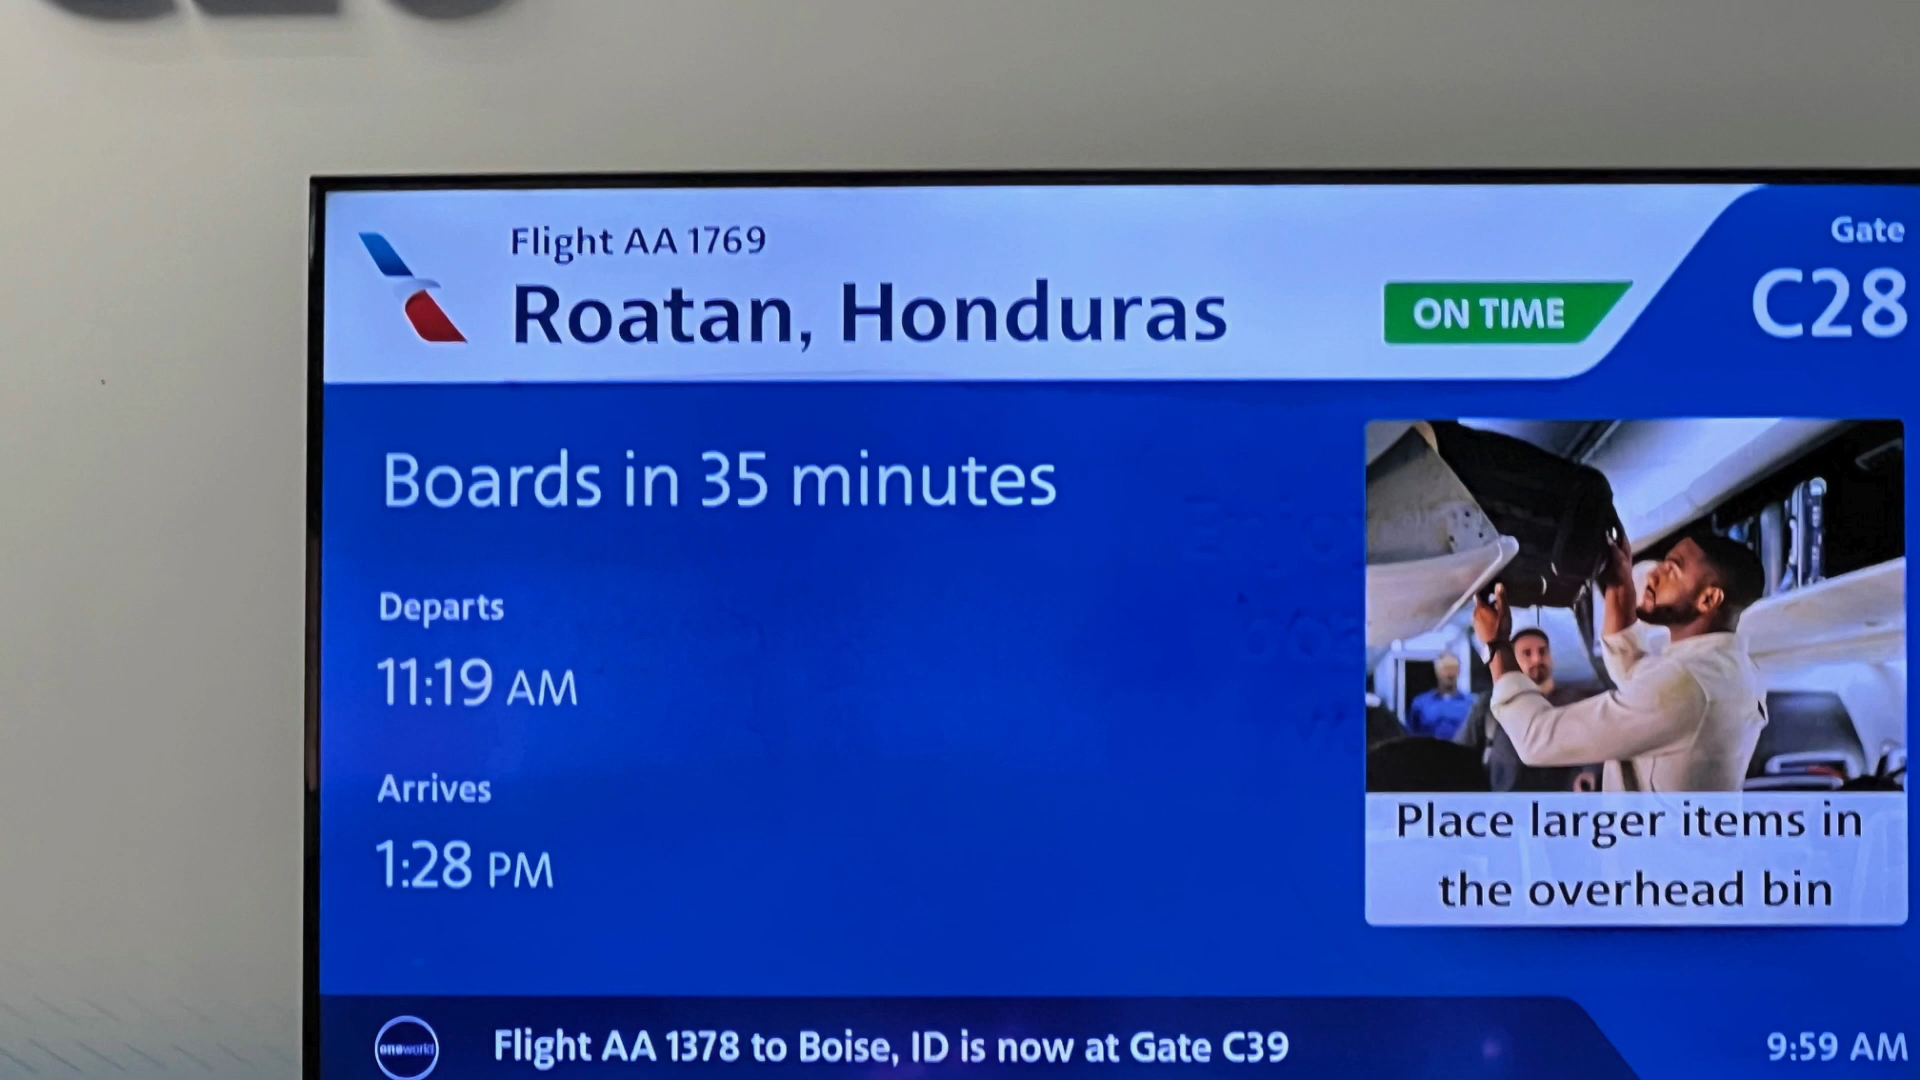 Flight AA 1769
Roatan, Honduras
ON TIME
Gate
C28
Boards in 35 minutes
Departs
11:19 AM
Arrives
1:28 PM
Place larger items in
the overhead bin
oneworld
Flight AA 1378 to Boise, ID is now at Gate C39
9:59 AM